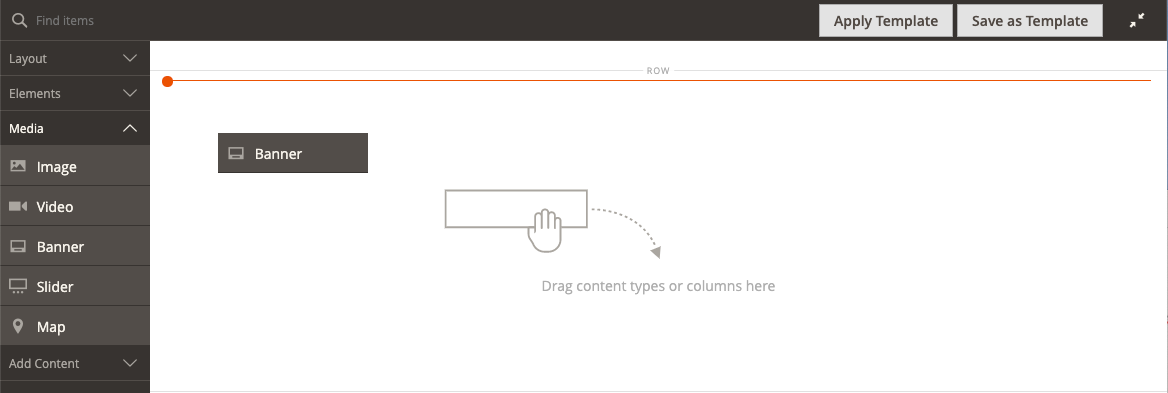 Find items
Apply Template
Save as Template
Layout
Elements
Media
Image
Video
Banner
Slider
Map
Add Content
ROW
Banner
Drag content types or columns here